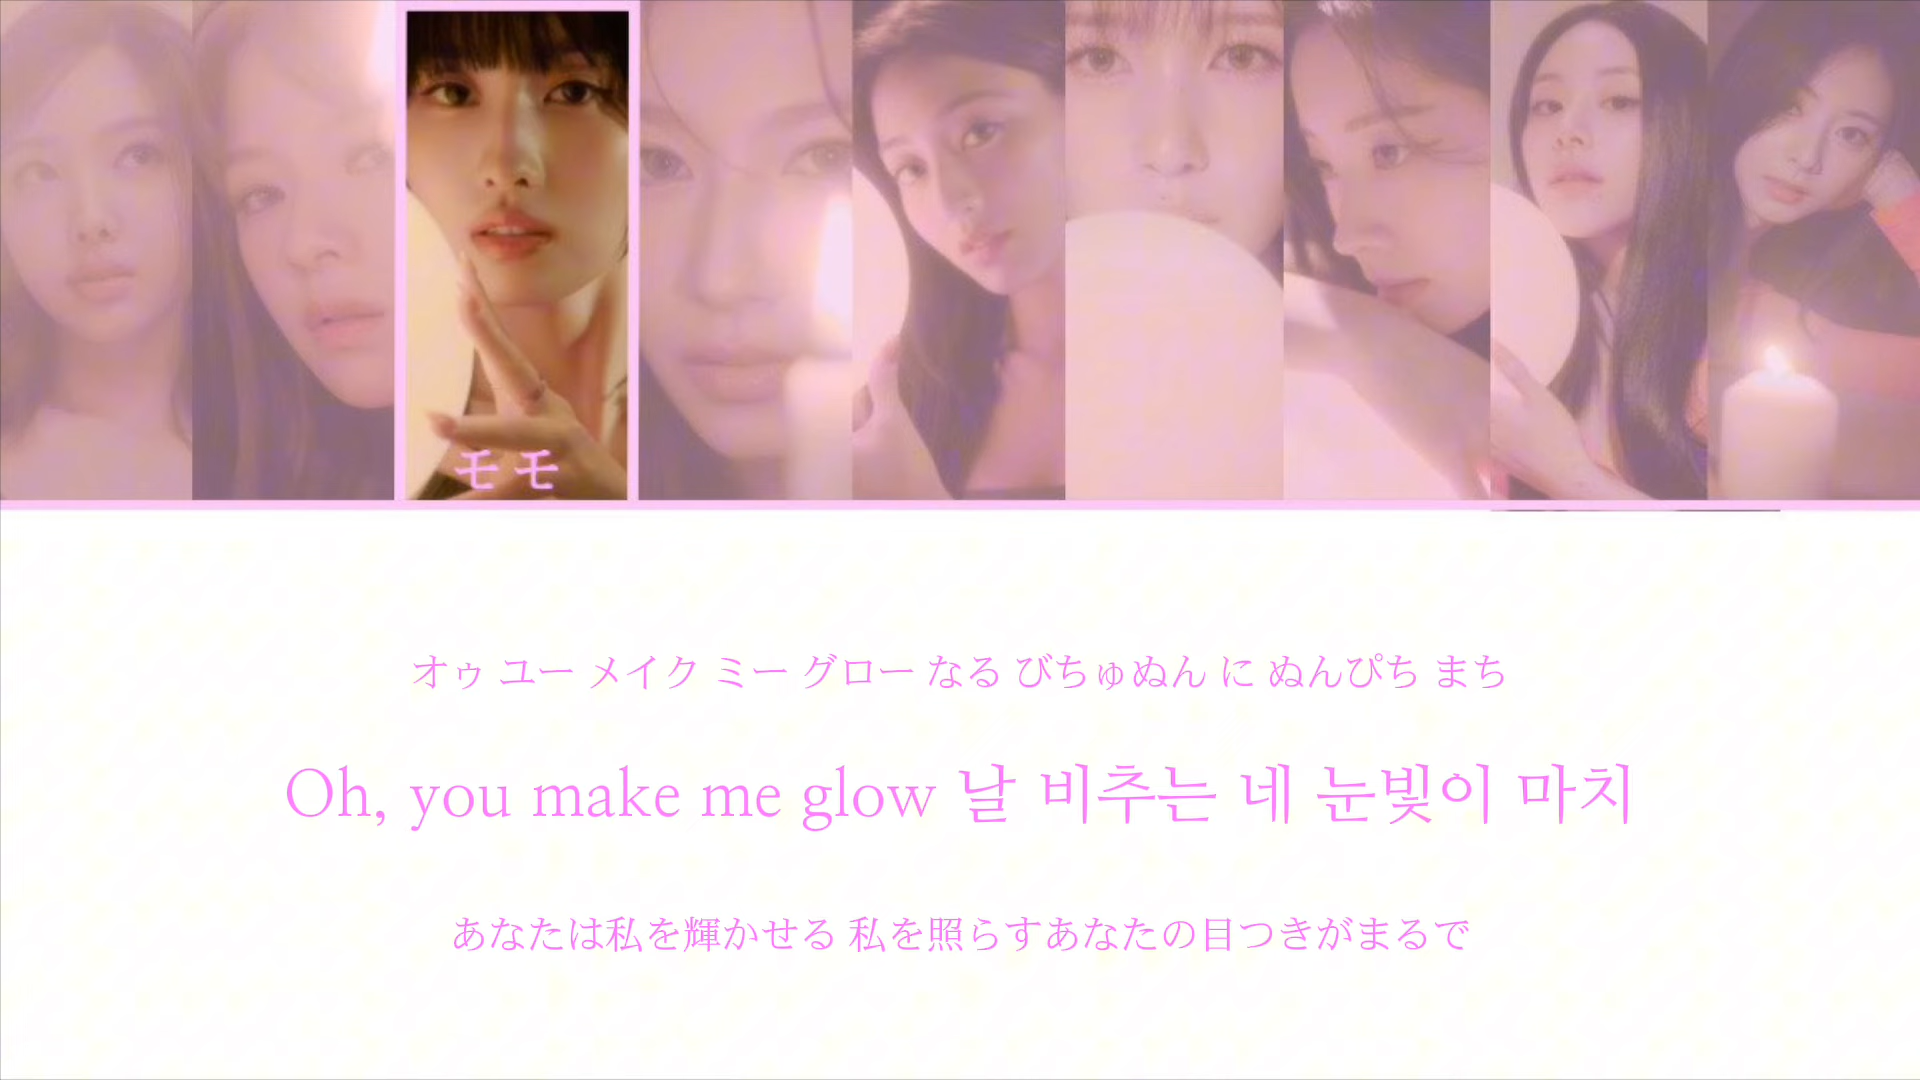 モモ
オゥ ユー メイク ミー グロー なる びちゅぬん に ぬんぴち まち
Oh, you make me glow 날 비추는 네 눈빛이 마치
あなたは私を輝かせる 私を照らすあなたの目つきがまるで